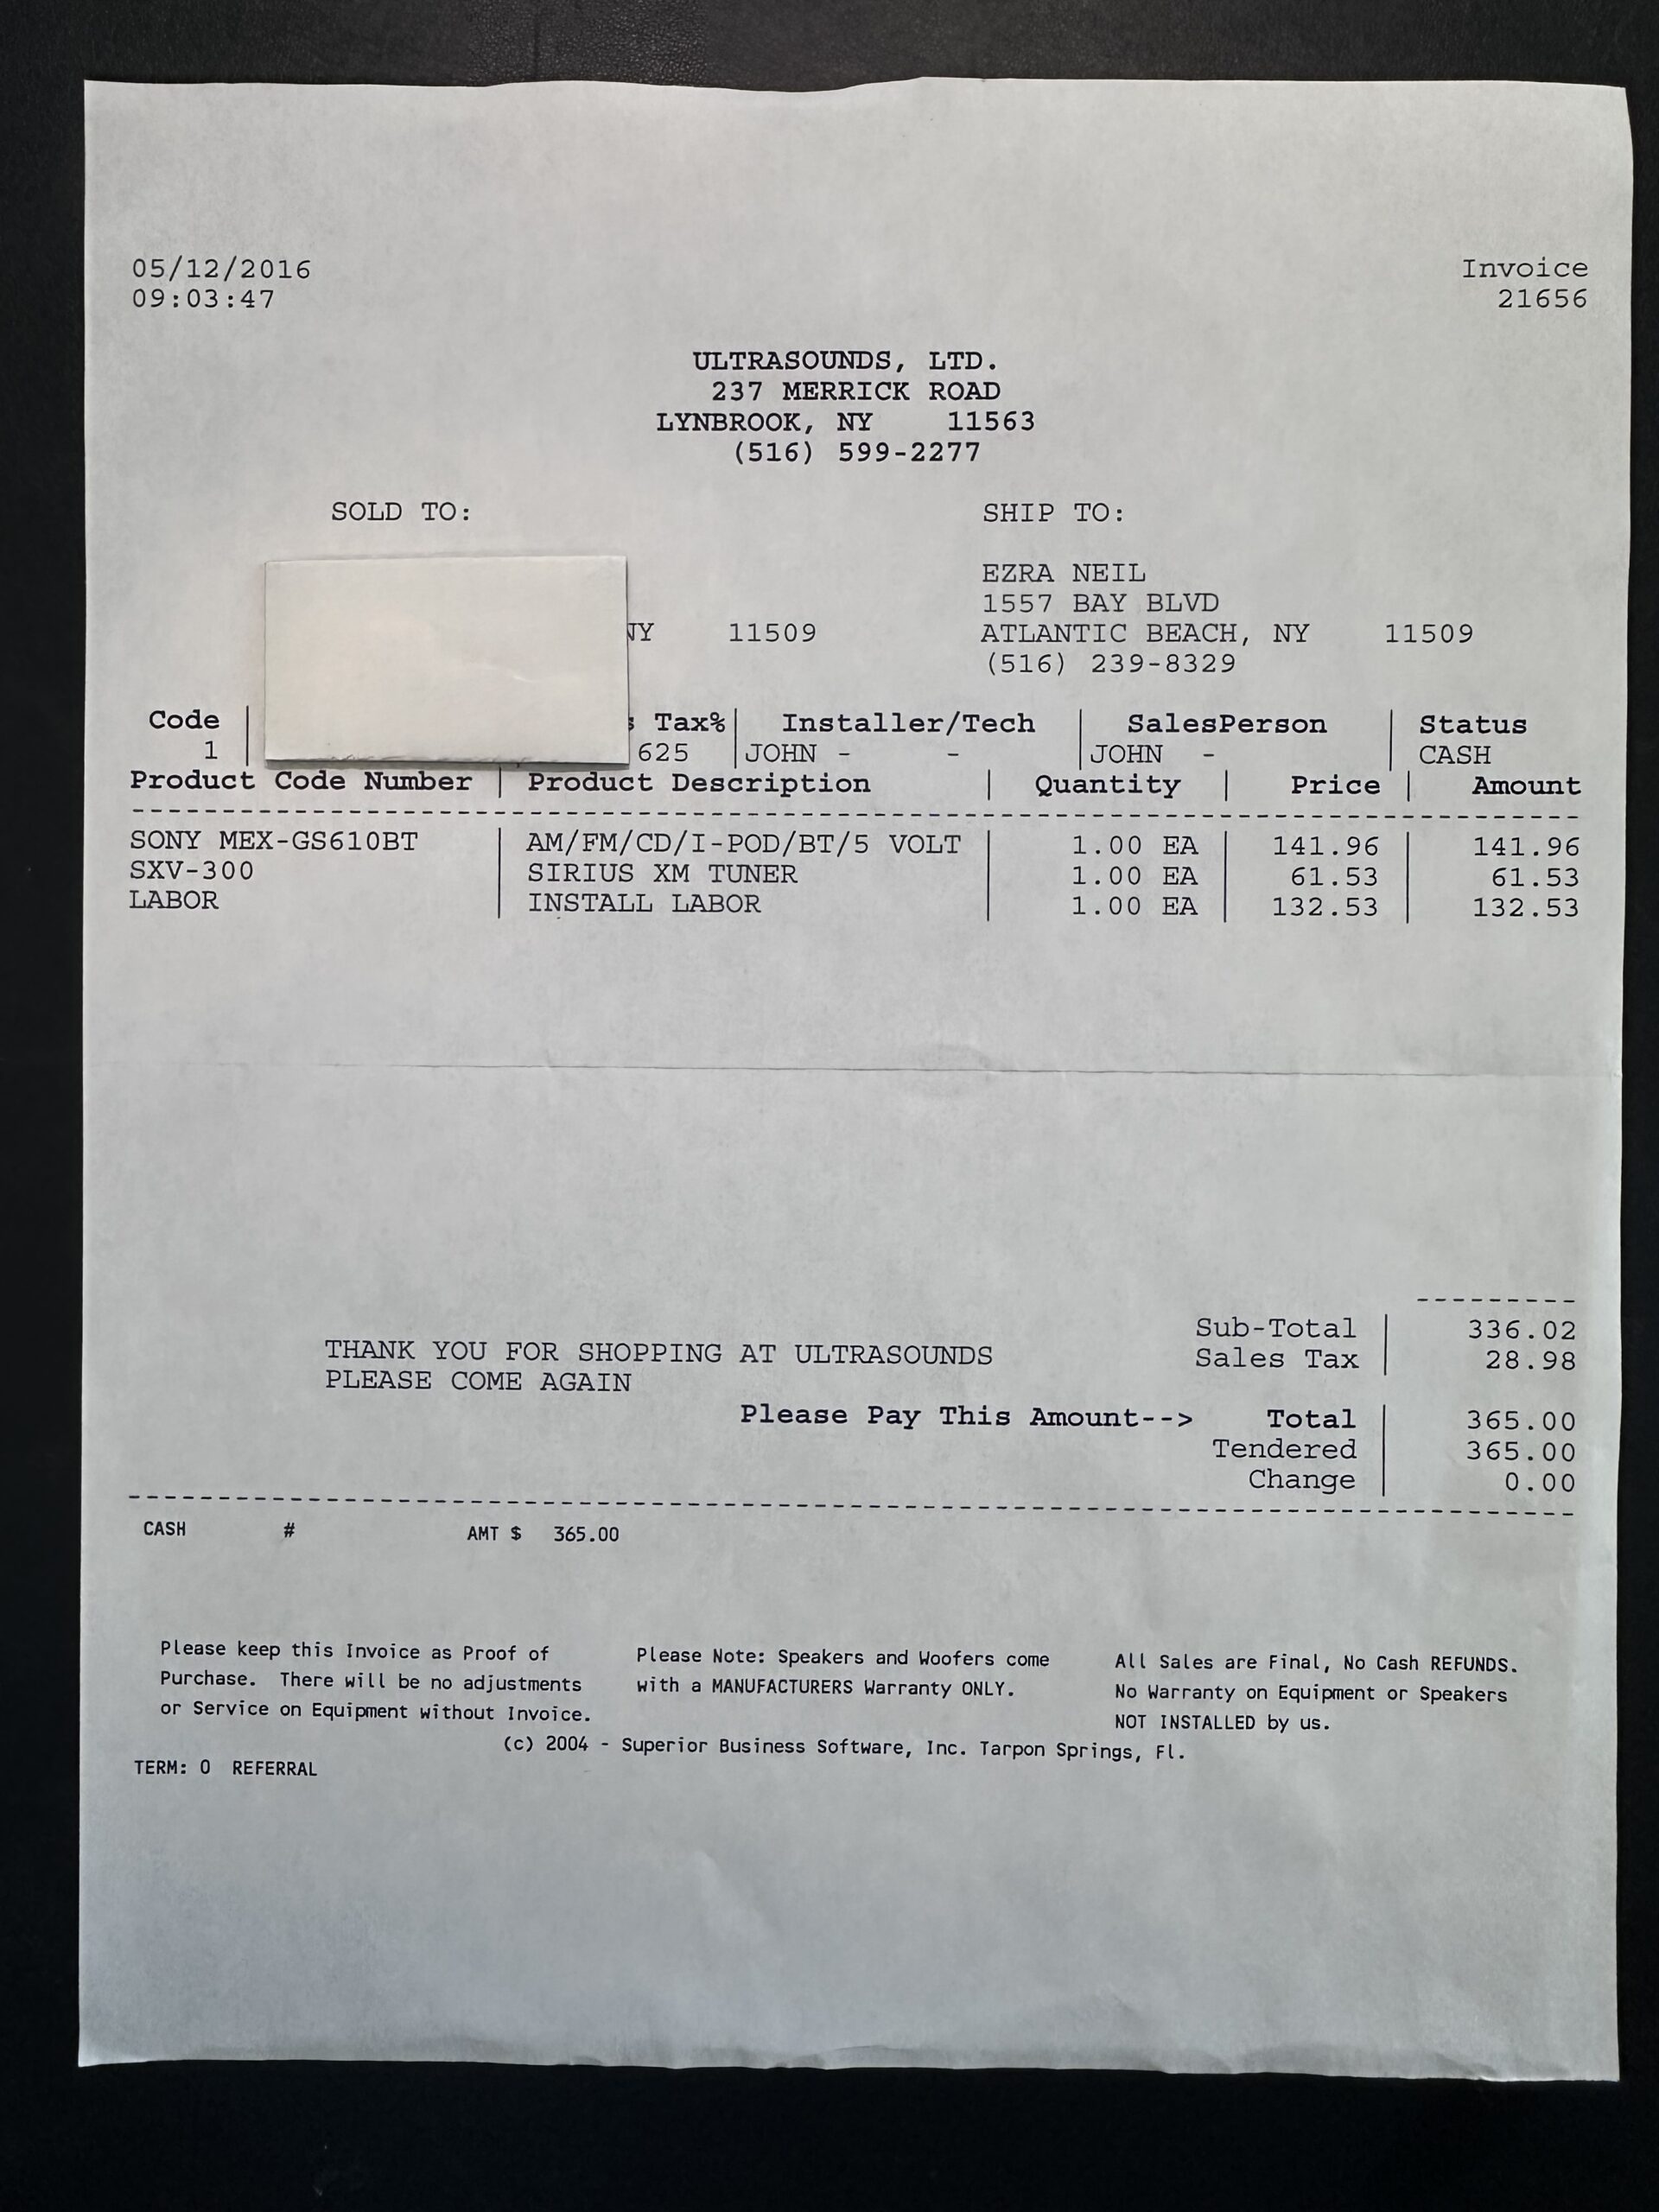 05/12/2016 Invoice
09:03:47 21656
ULTRASOUNDS, LTD.
237 MERRICK ROAD
LYNBROOK, NY 11563
(516) 599-2277
SOLD TO: SHIP TO:
EZRA NEIL
1557 BAY BLVD
NY 11509 ATLANTIC BEACH, NY 11509
(516) 239-8329
Code | Tax% | Installer/Tech | SalesPerson | Status
1 | 625 | JOHN - - | JOHN - | CASH
Product Code Number | Product Description | Quantity | Price | Amount
SONY MEX-GS610BT | AM/FM/CD/I-POD/BT/5 VOLT | 1.00 EA | 141.96 | 141.96
SXV-300 | SIRIUS XM TUNER | 1.00 EA | 61.53 | 61.53
LABOR | INSTALL LABOR | 1.00 EA | 132.53 | 132.53
Sub-Total | 336.02
THANK YOU FOR SHOPPING AT ULTRASOUNDS Sales Tax | 28.98
PLEASE COME AGAIN
Please Pay This Amount--> Total | 365.00
Tendered | 365.00
Change | 0.00
CASH # AMT $ 365.00
Please keep this Invoice as Proof of
Purchase. There will be no adjustments
or Service on Equipment without Invoice.
Please Note: Speakers and Woofers come
with a MANUFACTURERS Warranty ONLY.
All Sales are Final, No Cash REFUNDS.
No Warranty on Equipment or Speakers
NOT INSTALLED by us.
(c) 2004 - Superior Business Software, Inc. Tarpon Springs, Fl.
TERM: 0 REFERRAL